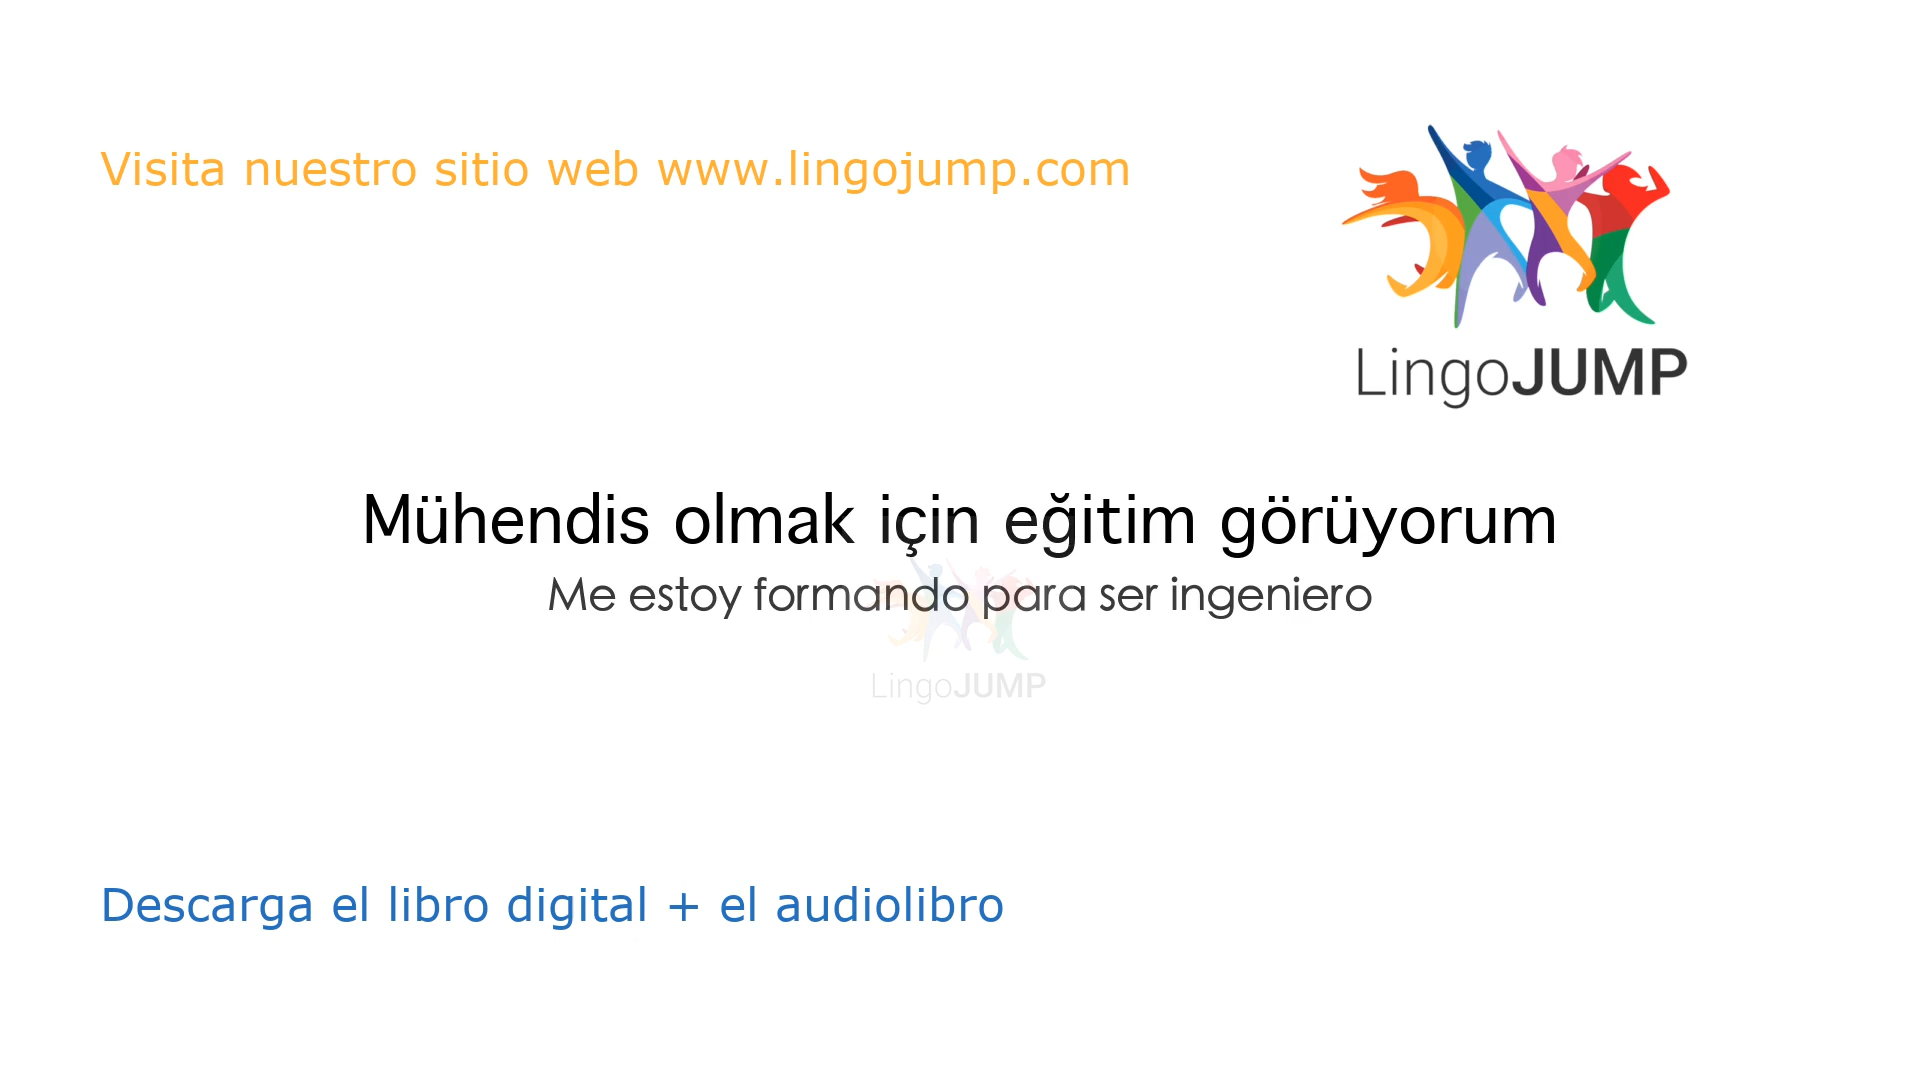 Visita nuestro sitio web www.lingojump.com
LingoJUMP
Mühendis olmak için eğitim görüyorum
Me estoy formando para ser ingeniero
LingoJUMP
Descarga el libro digital + el audiolibro